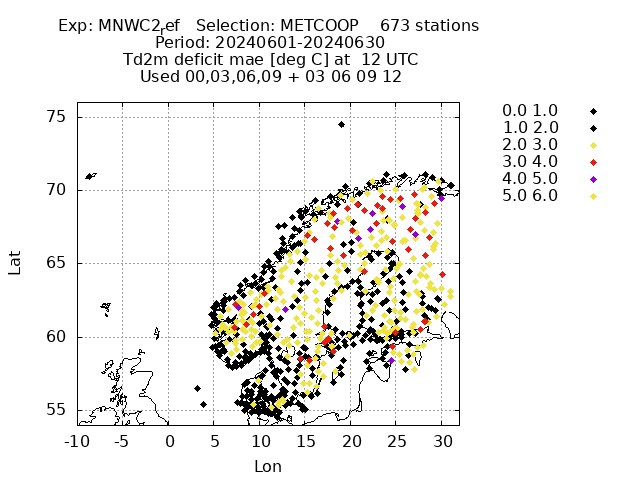 Exp: MNWC2ref   Selection: METCOOP    673 stations
Period: 20240601-20240630
Td2m deficit mae [deg C] at  12 UTC
Used 00,03,06,09 + 03 06 09 12
75
70
65
60
55
Lat
-10 -5 0 5 10 15 20 25 30
Lon
0.0 1.0
1.0 2.0
2.0 3.0
3.0 4.0
4.0 5.0
5.0 6.0